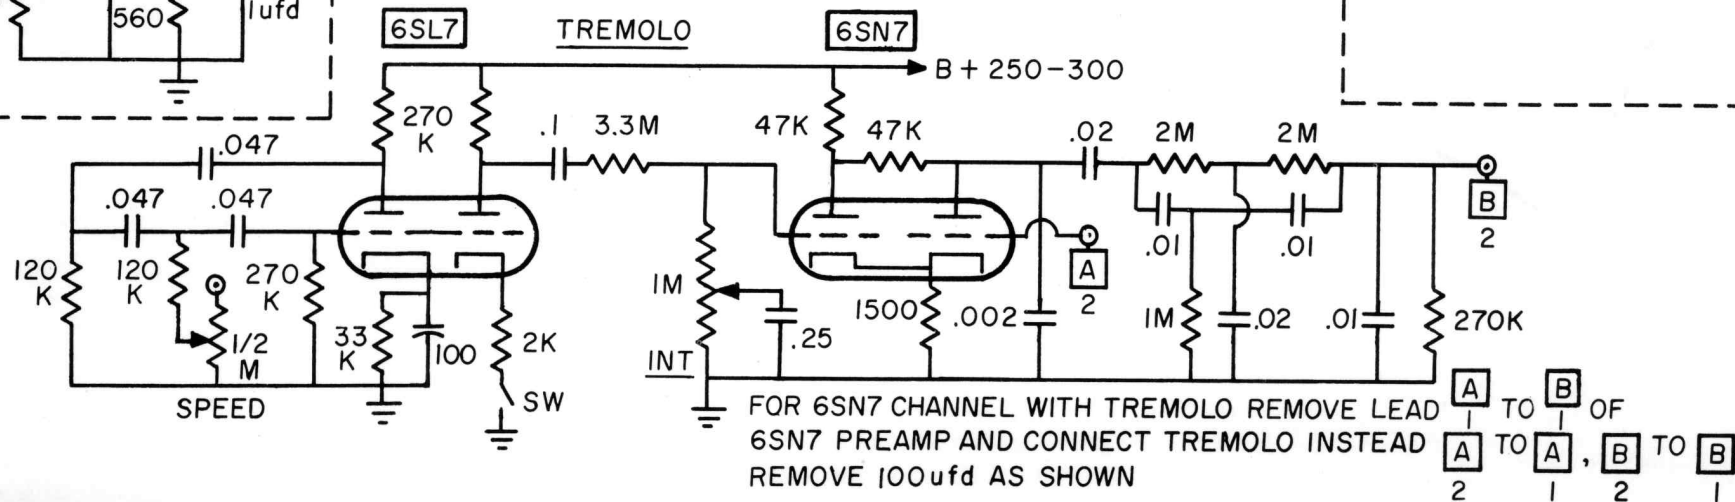 560
1ufd
6SL7
TREMOLO
6SN7
B + 250-300
270
K
.1
3.3M
47K
47K
.02
2M
2M
.047
.047
.047
.01
.01
B
2
A
2
120
K
120
K
270
K
1/2
M
33
K
100
2K
1M
.25
1500
.002
1M
.02
.01
270K
INT
SPEED
SW
FOR 6SN7 CHANNEL WITH TREMOLO REMOVE LEAD A 1 TO B 1 OF
6SN7 PREAMP AND CONNECT TREMOLO INSTEAD A 2 TO A 1, B 2 TO B 1
REMOVE 100ufd AS SHOWN